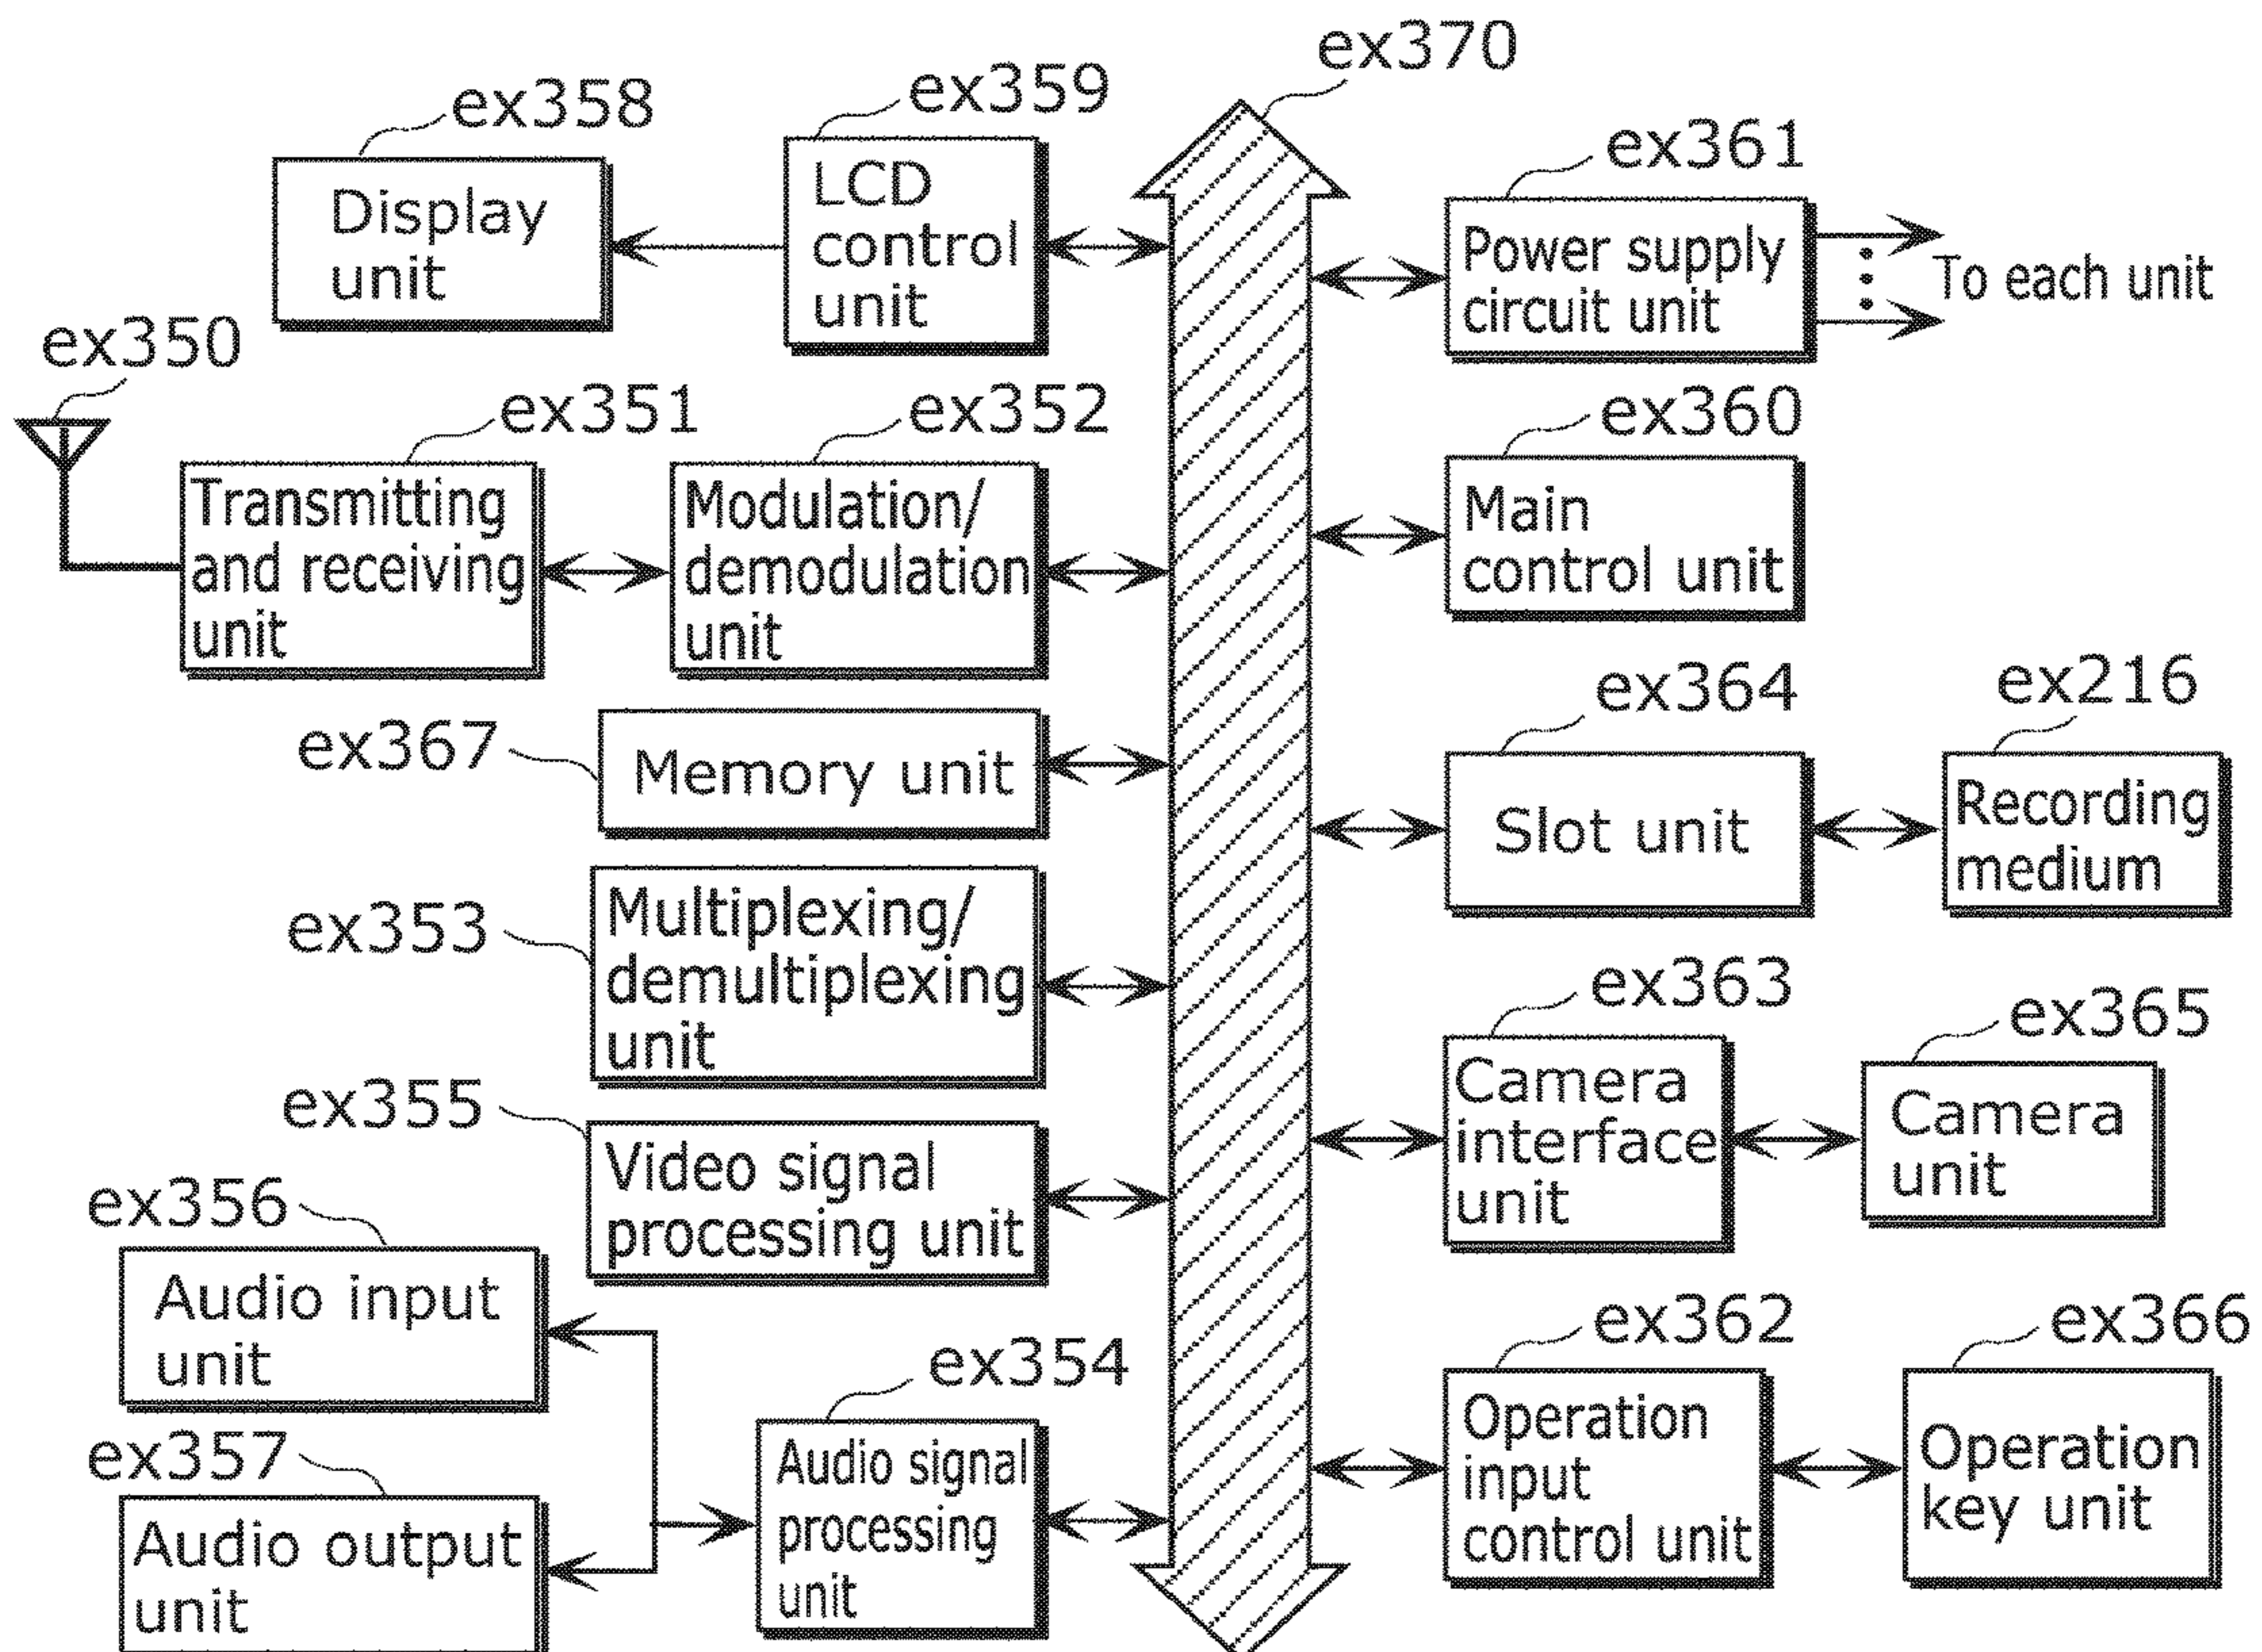 ex370
ex358
ex359
ex361
Display
unit
LCD
control
unit
Power supply
circuit unit
To each unit
ex350
ex351
ex352
ex360
Transmitting
and receiving
unit
Modulation/
demodulation
unit
Main
control unit
ex367
Memory unit
ex364
ex216
Slot unit
Recording
medium
ex353
Multiplexing/
demultiplexing
unit
ex363
ex365
Camera
interface
unit
Camera
unit
ex355
Video signal
processing unit
ex356
Audio input
unit
ex362
ex366
ex354
Operation
input
control unit
Operation
key unit
ex357
Audio output
unit
Audio signal
processing
unit